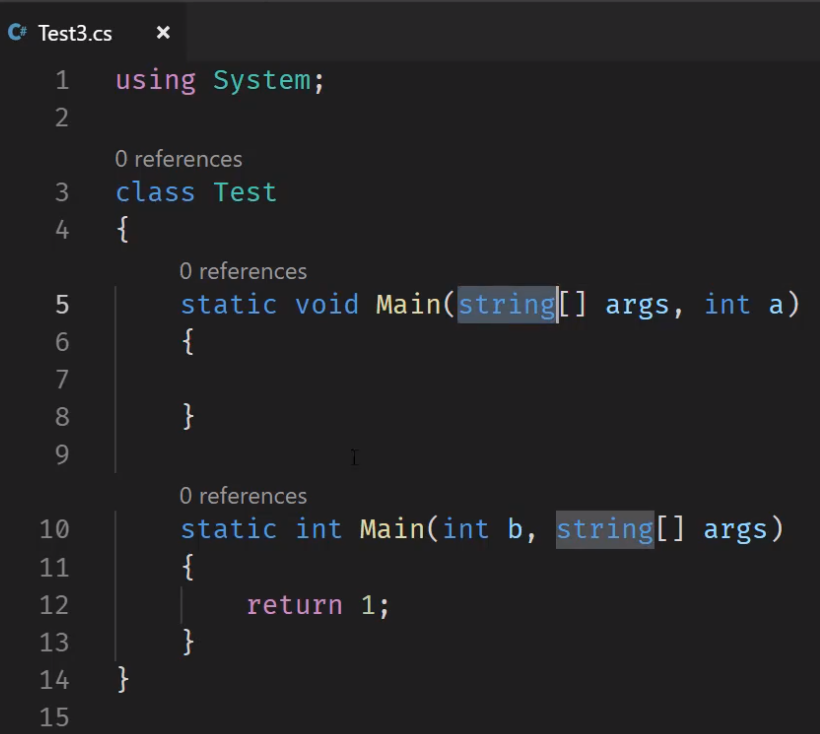 C# Test3.cs ×
1 using System;
2
0 references
3 class Test
4 {
0 references
5 static void Main(string[] args, int a)
6 {
7
8 }
9
0 references
10 static int Main(int b, string[] args)
11 {
12 return 1;
13 }
14 }
15